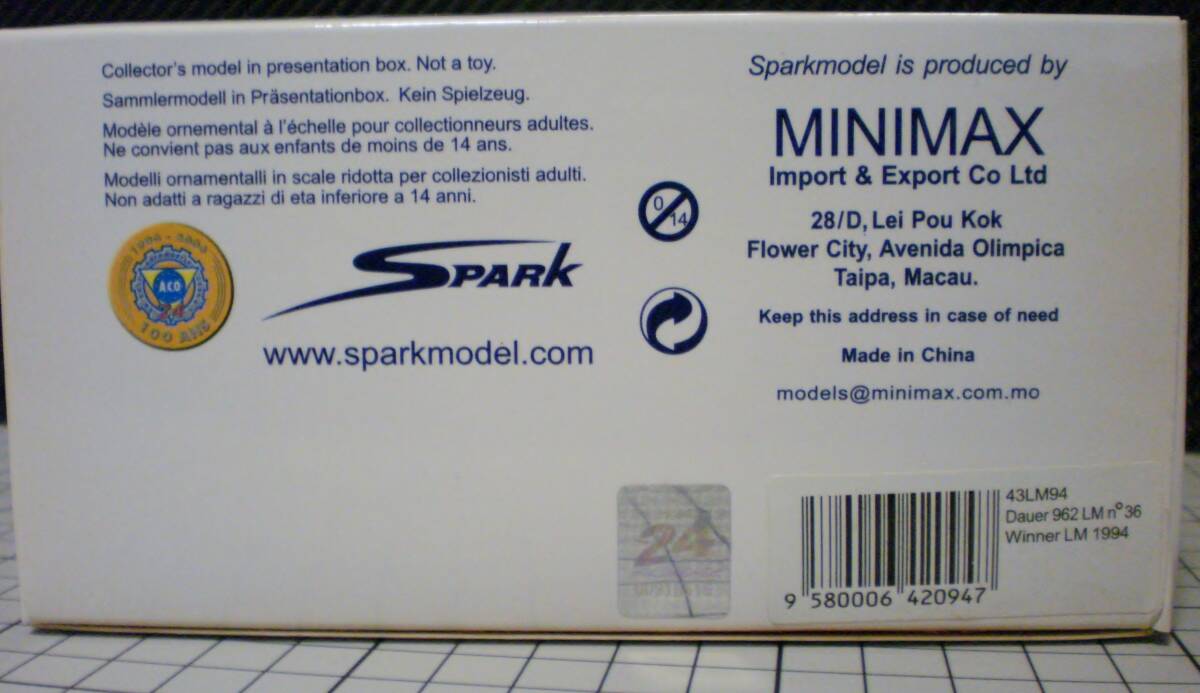 Collector's model in presentation box. Not a toy.
Sammlermodell in Präsentationbox. Kein Spielzeug.
Modèle ornemental à l'échelle pour collectionneurs adultes.
Ne convient pas aux enfants de moins de 14 ans.
Modelli ornamentalli in scale ridotta per collezionisti adulti.
Non adatti a ragazzi di eta inferiore a 14 anni.
ACO
24
100 ANS
SPARK
www.sparkmodel.com
0
14
Sparkmodel is produced by
MINIMAX
Import & Export Co Ltd
28/D, Lei Pou Kok
Flower City, Avenida Olimpica
Taipa, Macau.
Keep this address in case of need
Made in China
models@minimax.com.mo
24
43LM94
Dauer 962 LM n°36
Winner LM 1994
9 580006 420947